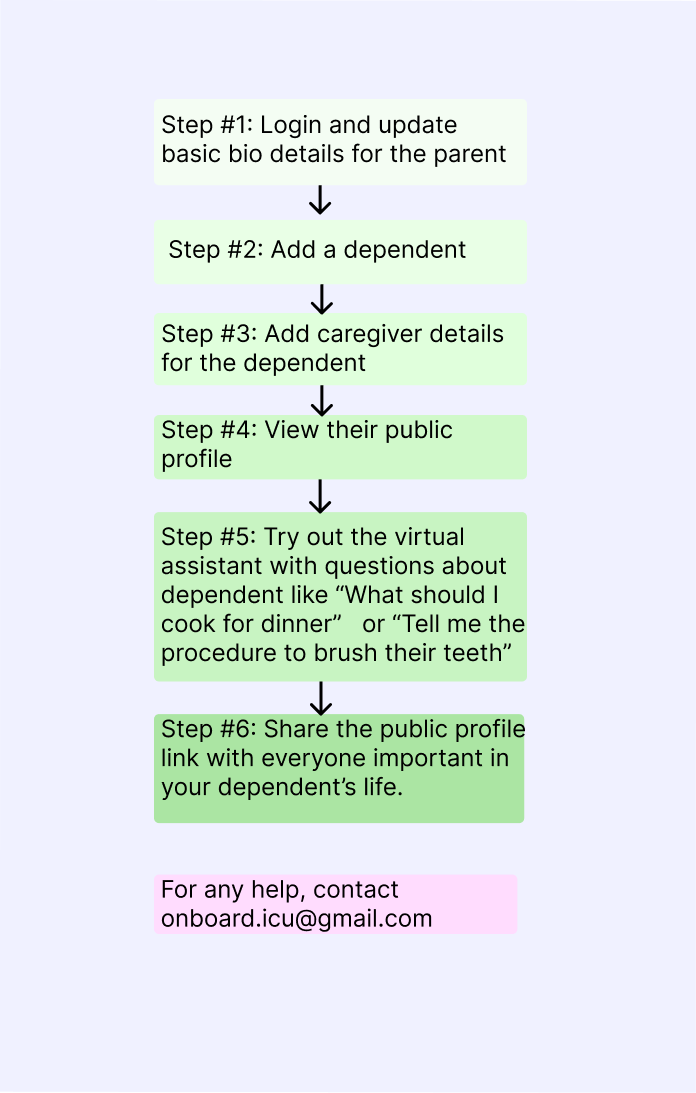 Step #1: Login and update
basic bio details for the parent
Step #2: Add a dependent
Step #3: Add caregiver details
for the dependent
Step #4: View their public
profile
Step #5: Try out the virtual
assistant with questions about
dependent like “What should I
cook for dinner”   or “Tell me the
procedure to brush their teeth”
Step #6: Share the public profile
link with everyone important in
your dependent’s life.
For any help, contact
onboard.icu@gmail.com